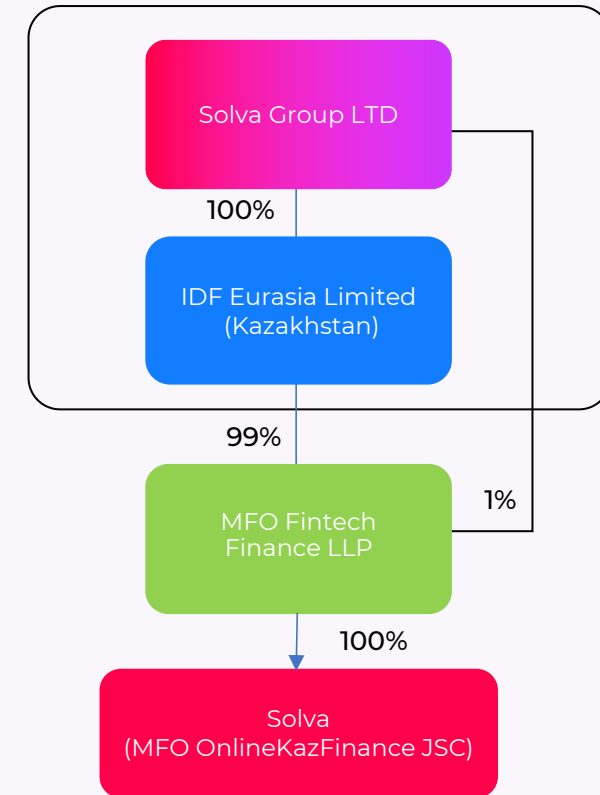 Solva Group LTD
100%
IDF Eurasia Limited
(Kazakhstan)
99%
MFO Fintech
Finance LLP
1%
100%
Solva
(MFO OnlineKazFinance JSC)